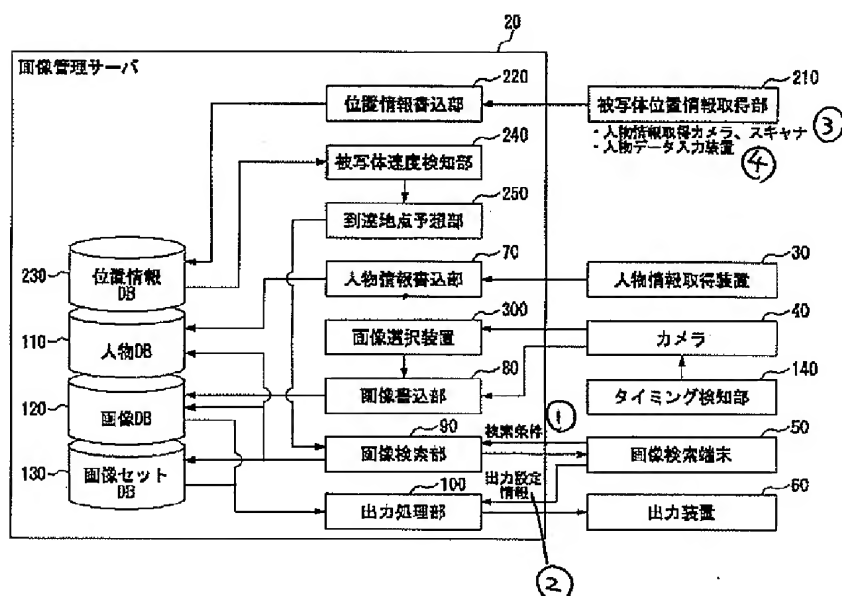 20
画像管理サーバ
220
位置情報書込部
210
被写体位置情報取得部
・人物情報取得カメラ、スキャナ ③
・人物データ入力装置 ④
240
被写体速度検知部
250
到達地点予想部
70
人物情報書込部
30
人物情報取得装置
230
位置情報
DB
300
画像選択装置
40
カメラ
110
人物DB
80
画像書込部
140
タイミング検知部
120
画像DB
90
画像検索部
検索条件
①
50
画像検索端末
130
画像セット
DB
100
出力処理部
出力設定
情報
②
60
出力装置